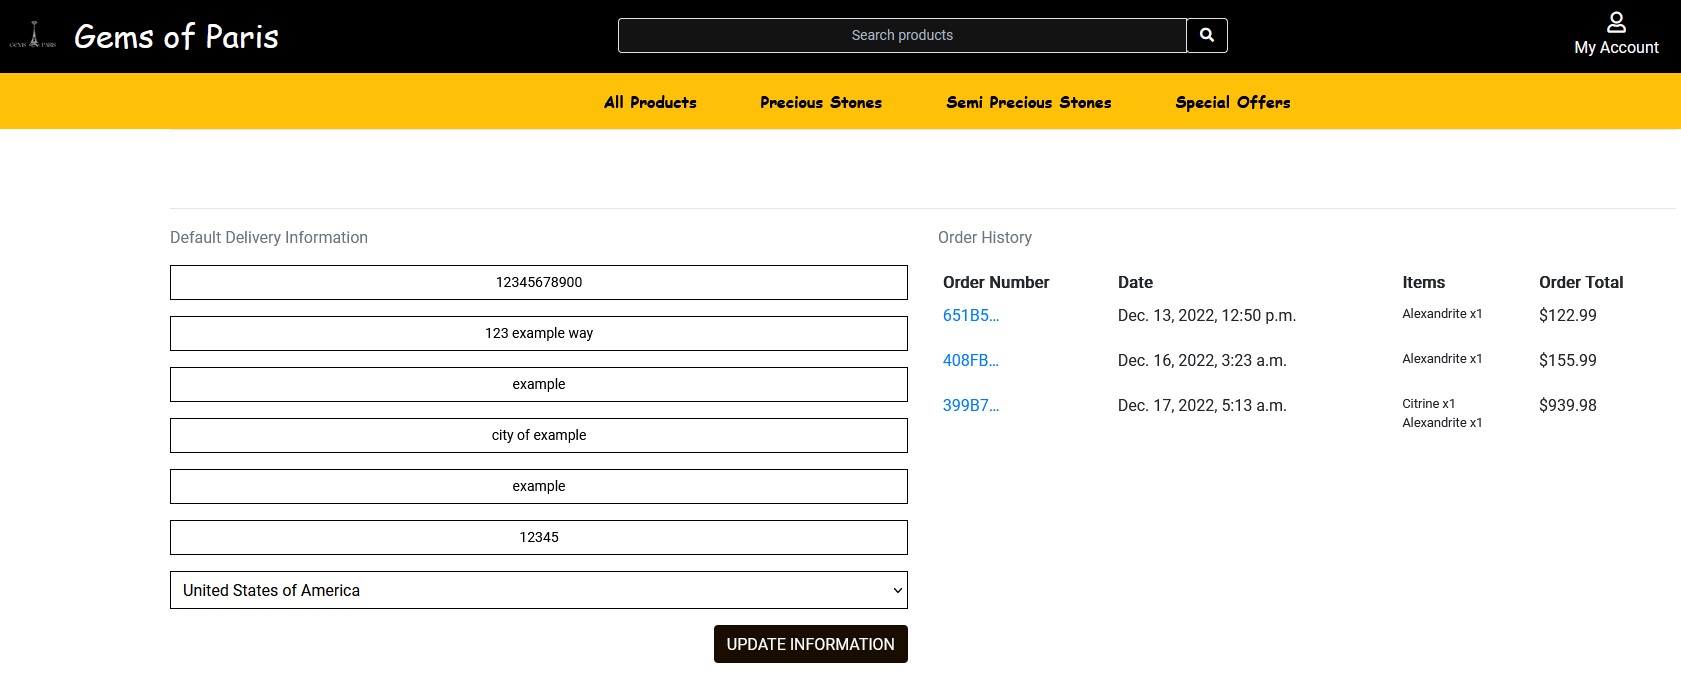 GEMS PARIS
Gems of Paris
Search products
My Account
All Products Precious Stones Semi Precious Stones Special Offers
Default Delivery Information
12345678900
123 example way
example
city of example
example
12345
United States of America
UPDATE INFORMATION
Order History
Order Number Date Items Order Total
651B5… Dec. 13, 2022, 12:50 p.m. Alexandrite x1 $122.99
408FB… Dec. 16, 2022, 3:23 a.m. Alexandrite x1 $155.99
399B7… Dec. 17, 2022, 5:13 a.m. Citrine x1 $939.98
Alexandrite x1